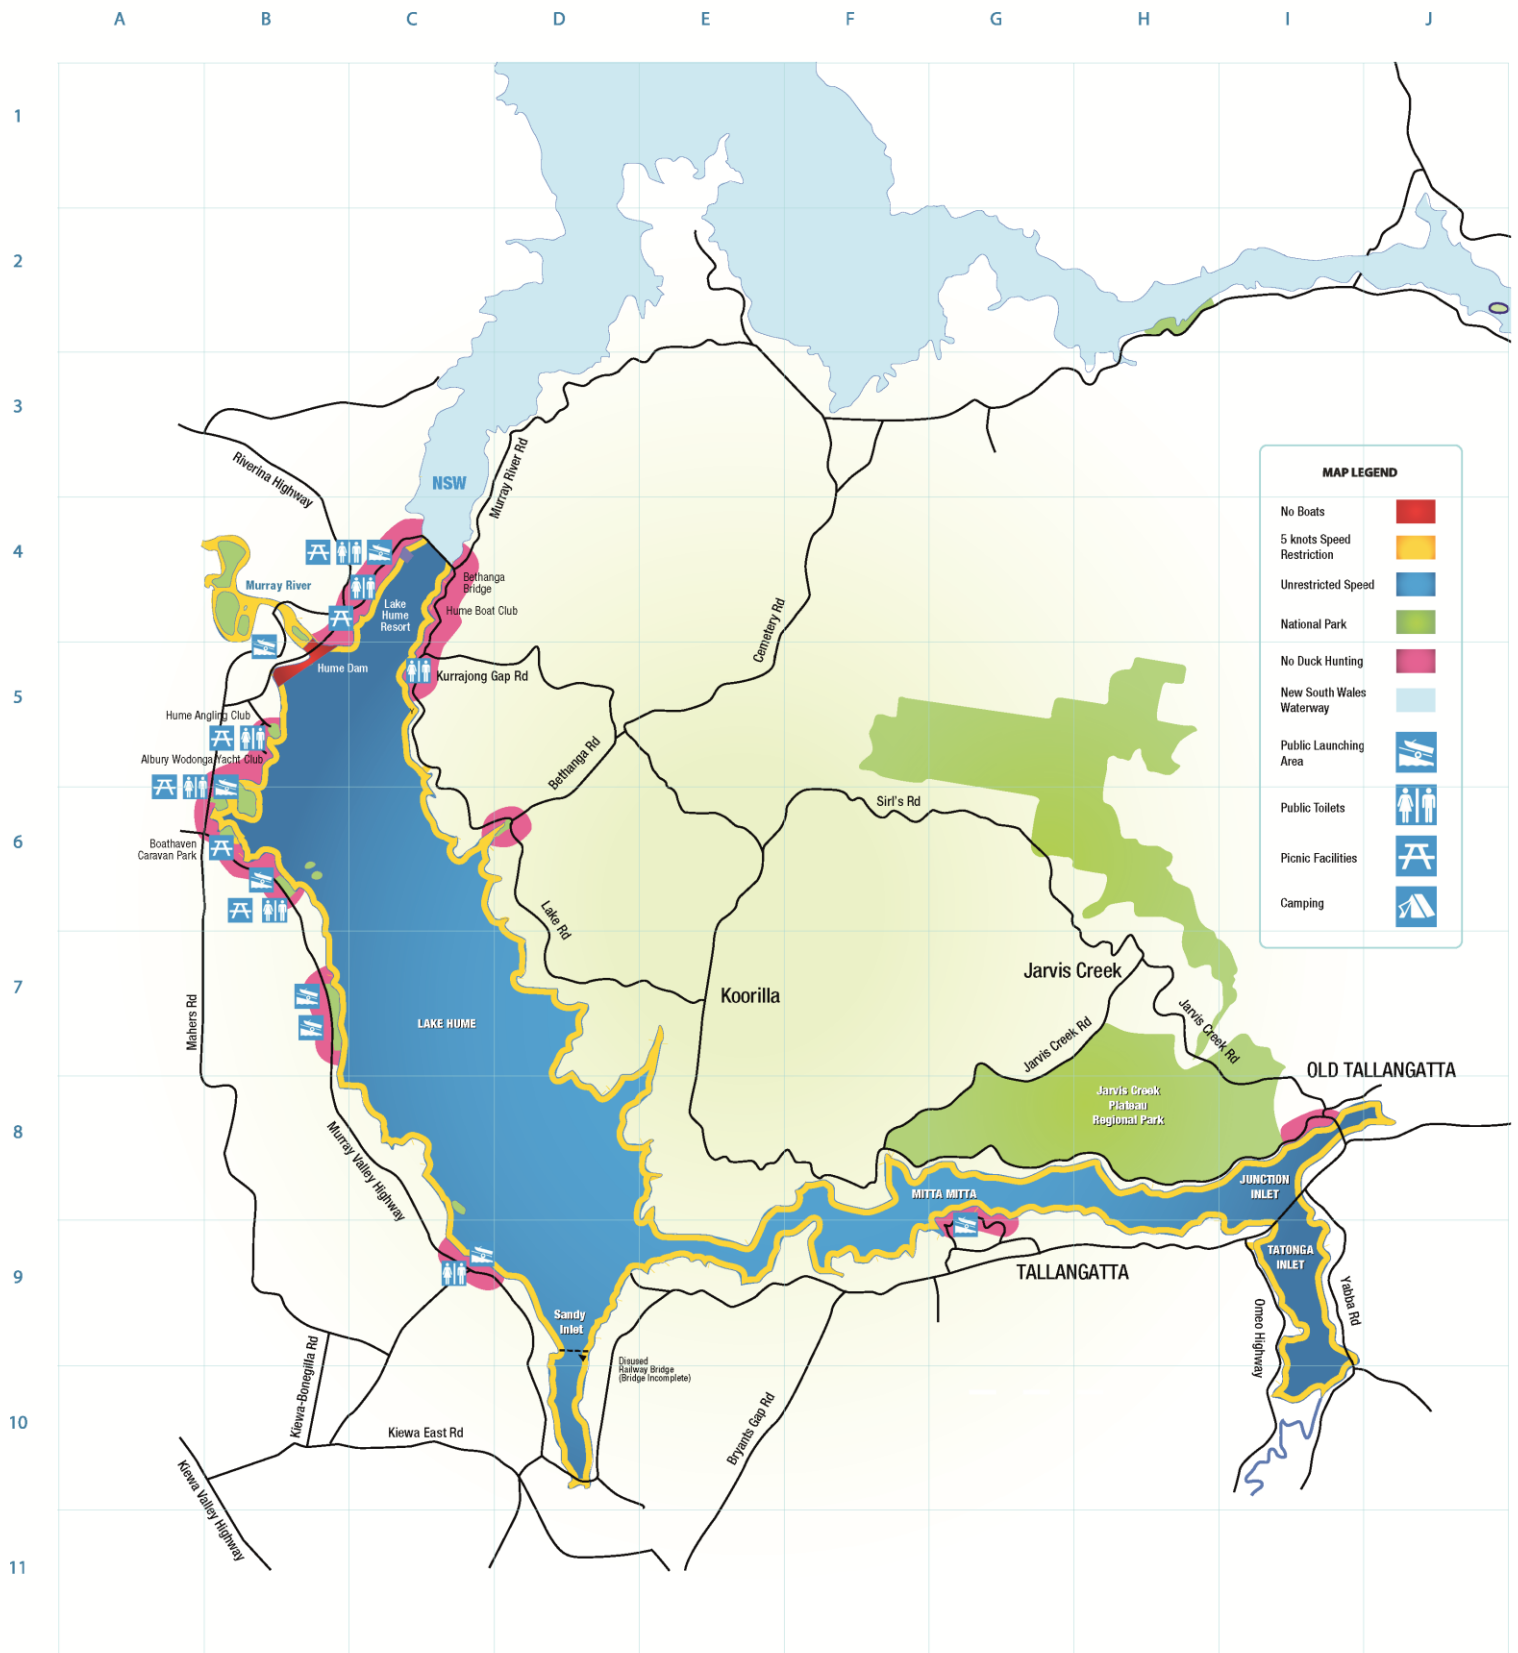 A B C D E F G H I J
1
2
3
4
5
6
7
8
9
10
11
NSW
Riverina Highway
Murray River Rd
Murray River
Bethanga
Bridge
Hume Boat Club
Lake
Hume
Resort
Hume Dam
Kurrajong Gap Rd
Cemetery Rd
Hume Angling Club
Albury Wodonga Yacht Club
Bethanga Rd
Boathaven
Caravan Park
Sirl's Rd
Lake Rd
Mahers Rd
LAKE HUME
Koorilla
Jarvis Creek
Jarvis Creek Rd
Jarvis Creek Rd
OLD TALLANGATTA
Jarvis Creek
Plateau
Regional Park
Murray Valley Highway
MITTA MITTA
JUNCTION
INLET
TATONGA
INLET
TALLANGATTA
Yabba Rd
Omeo Highway
Sandy
Inlet
Disused
Railway Bridge
(Bridge Incomplete)
Kiewa-Bonegilla Rd
Kiewa East Rd
Bryants Gap Rd
Kiewa Valley Highway
MAP LEGEND
No Boats
5 knots Speed
Restriction
Unrestricted Speed
National Park
No Duck Hunting
New South Wales
Waterway
Public Launching
Area
Public Toilets
Picnic Facilities
Camping